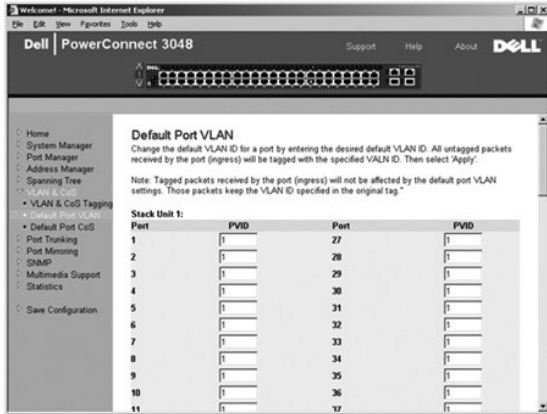 Welcome! - Microsoft Internet Explorer
File Edit View Favorites Tools Help
Dell PowerConnect 3048
Support Help About DELL
Home
System Manager
Port Manager
Address Manager
Spanning Tree
VLAN & CoS
VLAN & CoS Tagging
Default Port VLAN
Default Port CoS
Port Trunking
Port Mirroring
SNMP
Multimedia Support
Statistics
Save Configuration
Default Port VLAN
Change the default VLAN ID for a port by entering the desired default VLAN ID. All untagged packets
received by the port (ingress) will be tagged with the specified VALN ID. Then select 'Apply'.
Note: Tagged packets received by the port (ingress) will not be affected by the default port VLAN
settings. Those packets keep the VLAN ID specified in the original tag."
Stack Unit 1:
Port PVID Port PVID
1 1 27 1
2 1 28 1
3 1 29 1
4 1 30 1
5 1 31 1
6 1 32 1
7 1 33 1
8 1 34 1
9 1 35 1
10 1 36 1
11 1 37 1